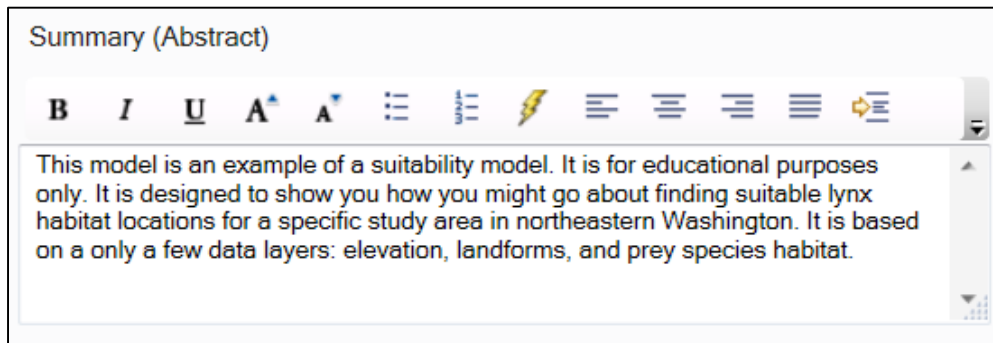 Summary (Abstract)
B I U A A
This model is an example of a suitability model. It is for educational purposes
only. It is designed to show you how you might go about finding suitable lynx
habitat locations for a specific study area in northeastern Washington. It is based
on a only a few data layers: elevation, landforms, and prey species habitat.